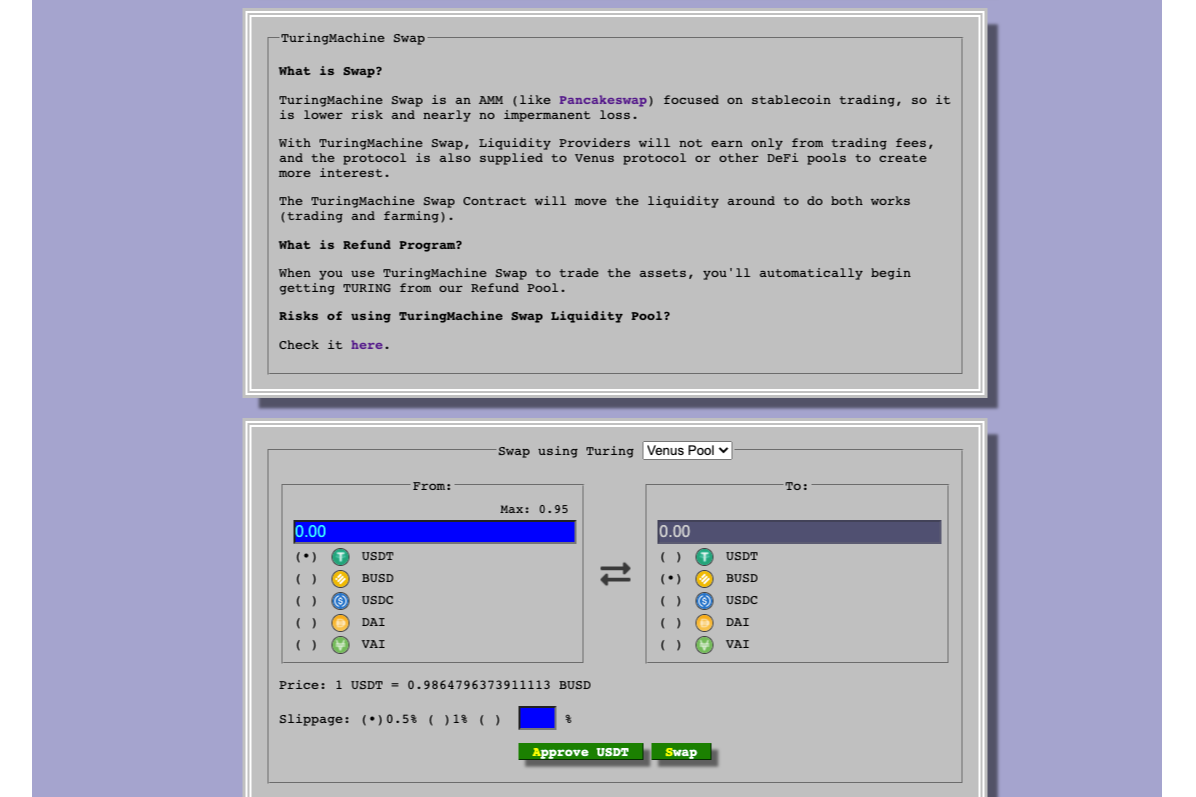 TuringMachine Swap
What is Swap?
TuringMachine Swap is an AMM (like Pancakeswap) focused on stablecoin trading, so it
is lower risk and nearly no impermanent loss.
With TuringMachine Swap, Liquidity Providers will not earn only from trading fees,
and the protocol is also supplied to Venus protocol or other DeFi pools to create
more interest.
The TuringMachine Swap Contract will move the liquidity around to do both works
(trading and farming).
What is Refund Program?
When you use TuringMachine Swap to trade the assets, you'll automatically begin
getting TURING from our Refund Pool.
Risks of using TuringMachine Swap Liquidity Pool?
Check it here.
Swap using Turing Venus Pool
From:
Max: 0.95
0.00
(•) USDT
( ) BUSD
( ) USDC
( ) DAI
( ) VAI
To:
0.00
( ) USDT
(•) BUSD
( ) USDC
( ) DAI
( ) VAI
Price: 1 USDT = 0.9864796373911113 BUSD
Slippage: (•)0.5% ( )1% ( ) %
Approve USDT Swap